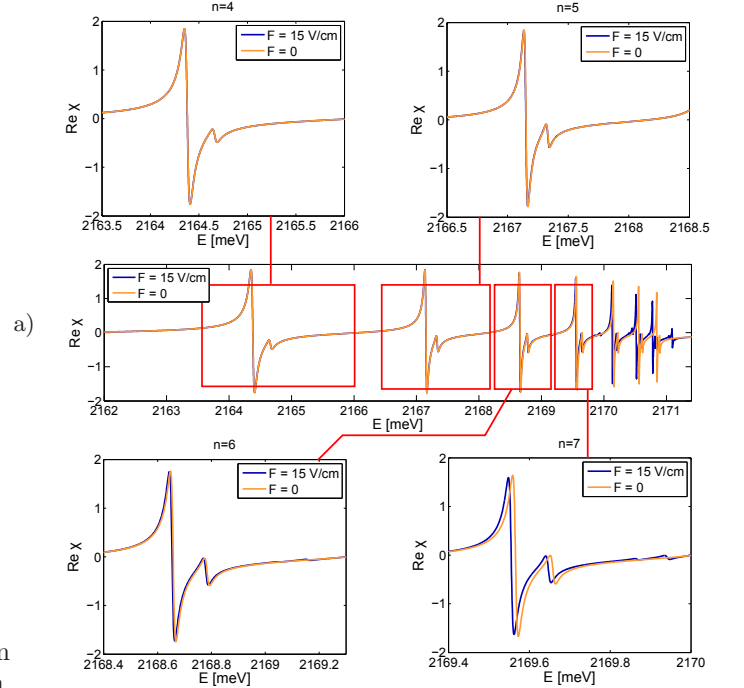 n=4
n=5
F = 15 V/cm
F = 0
F = 15 V/cm
F = 0
2
1
0
−1
−2
Re χ
2163.5 2164 2164.5 2165 2165.5 2166
E [meV]
2
1
0
−1
−2
Re χ
2166.5 2167 2167.5 2168 2168.5
E [meV]
a)
F = 15 V/cm
F = 0
2
1
0
−1
−2
Re χ
2162 2163 2164 2165 2166 2167 2168 2169 2170 2171
E [meV]
n=6
n=7
F = 15 V/cm
F = 0
F = 15 V/cm
F = 0
2
1
0
−1
−2
Re χ
2168.4 2168.6 2168.8 2169 2169.2
E [meV]
2
1
0
−1
−2
Re χ
2169.4 2169.6 2169.8 2170
E [meV]
n